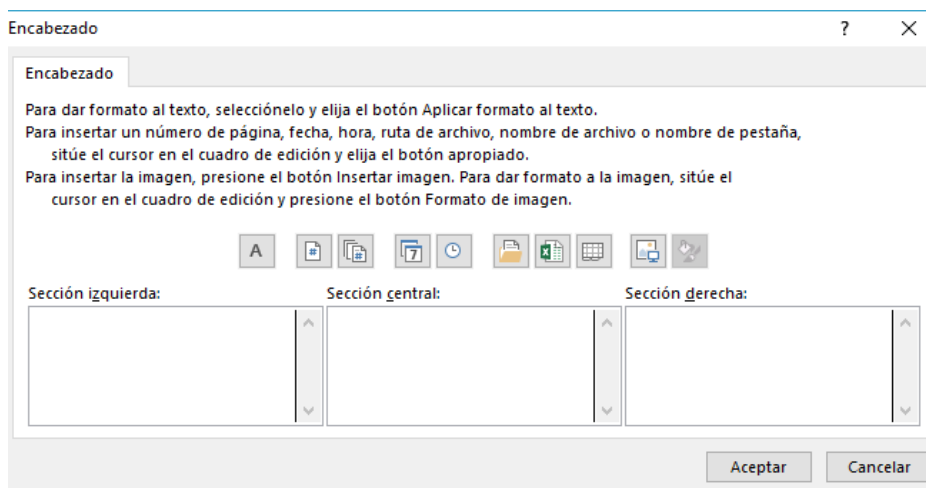 Encabezado
?
Encabezado
Para dar formato al texto, selecciónelo y elija el botón Aplicar formato al texto.
Para insertar un número de página, fecha, hora, ruta de archivo, nombre de archivo o nombre de pestaña,
sitúe el cursor en el cuadro de edición y elija el botón apropiado.
Para insertar la imagen, presione el botón Insertar imagen. Para dar formato a la imagen, sitúe el
cursor en el cuadro de edición y presione el botón Formato de imagen.
A # # 7
Sección izquierda: Sección central: Sección derecha:
Aceptar Cancelar